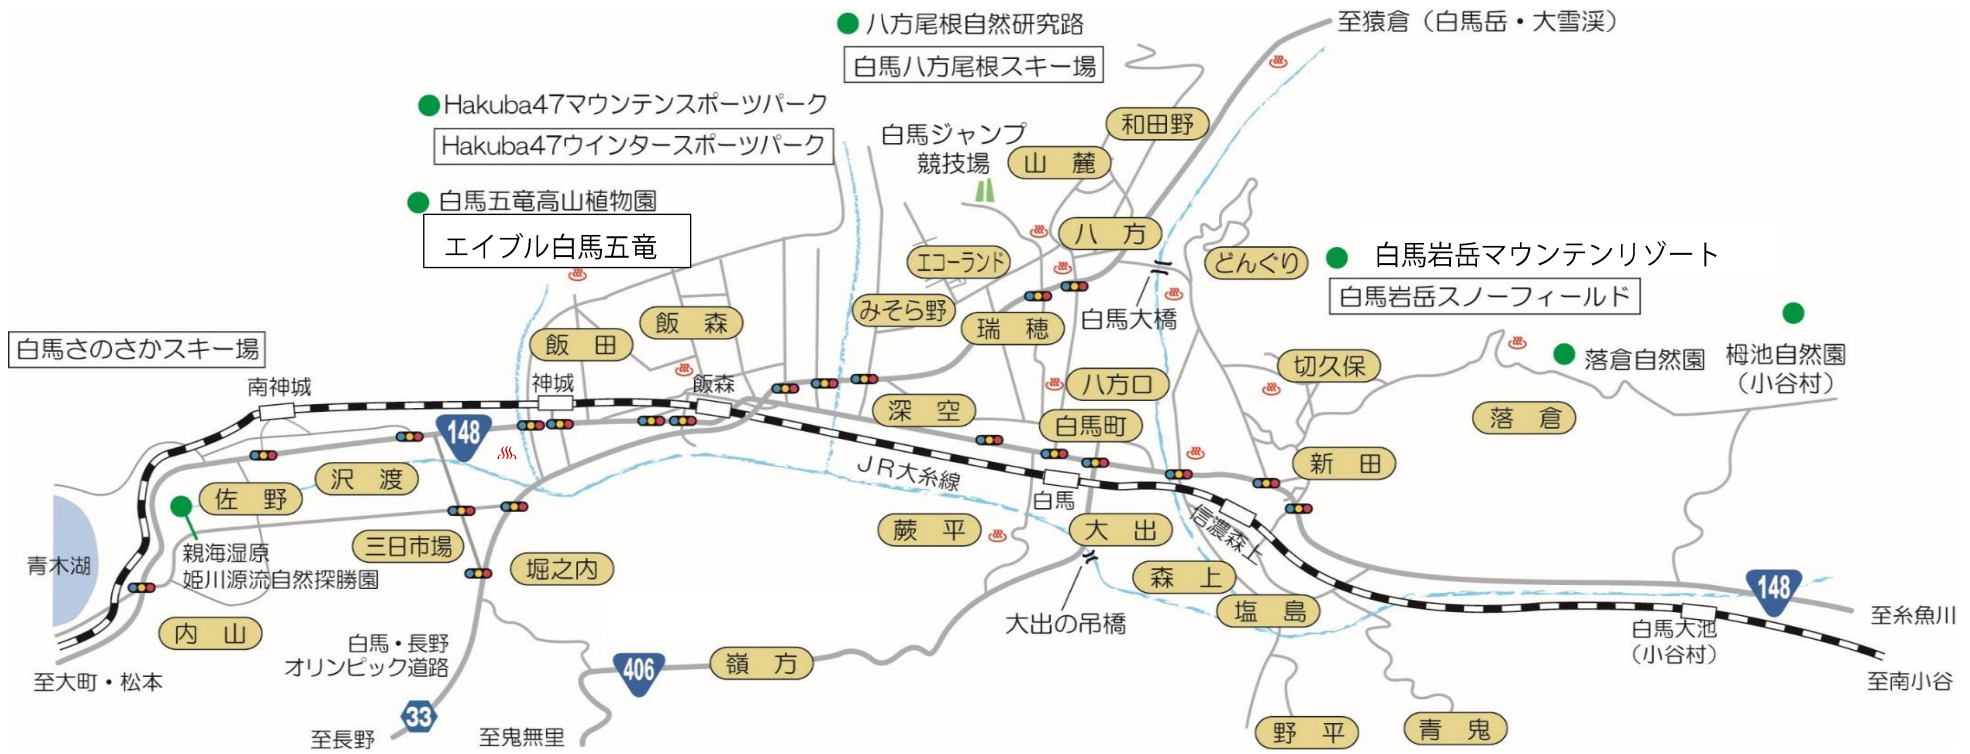 八方尾根自然研究路
至猿倉（白馬岳・大雪渓）
白馬八方尾根スキー場
Hakuba47マウンテンスポーツパーク
Hakuba47ウインタースポーツパーク
白馬ジャンプ
競技場
和田野
山 麓
白馬五竜高山植物園
エイブル白馬五竜
八 方
エコーランド
どんぐり
白馬岩岳マウンテンリゾート
白馬岩岳スノーフィールド
みそら野
瑞 穂
白馬大橋
飯 森
飯 田
白馬さのさかスキー場
切久保
落倉自然園
栂池自然園
（小谷村）
南神城
神城
飯森
八方口
深 空
白馬町
落 倉
148
新 田
沢 渡
佐 野
JR大糸線
白馬
信濃森上
蕨 平
大 出
三日市場
堀之内
青木湖
親海湿原
姫川源流自然探勝園
森 上
塩 島
148
大出の吊橋
至糸魚川
内 山
白馬・長野
オリンピック道路
白馬大池
（小谷村）
406
嶺 方
至大町・松本
至南小谷
33
至長野
至鬼無里
野 平
青 鬼